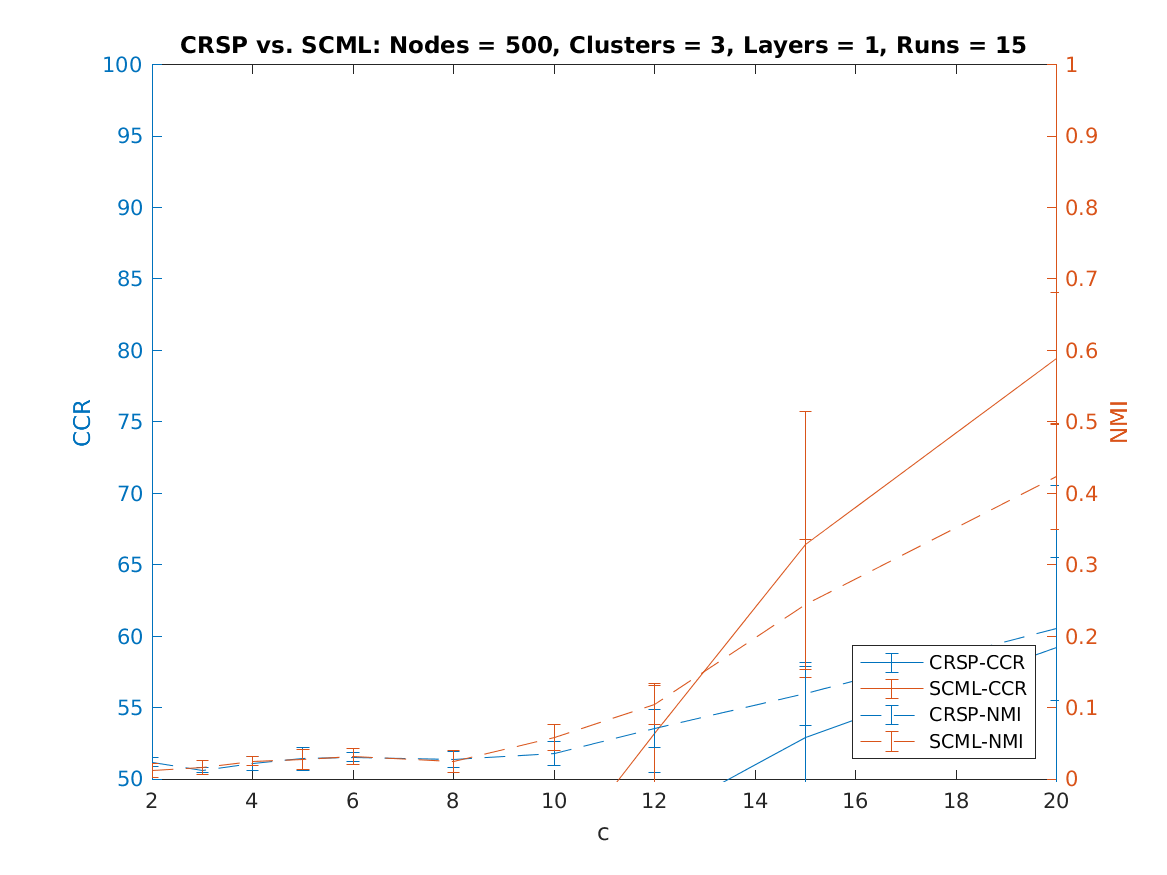 CRSP vs. SCML: Nodes = 500, Clusters = 3, Layers = 1, Runs = 15
100
95
90
85
80
75
70
65
60
55
50
CCR
1
0.9
0.8
0.7
0.6
0.5
0.4
0.3
0.2
0.1
0
NMI
CRSP-CCR
SCML-CCR
CRSP-NMI
SCML-NMI
2 4 6 8 10 12 14 16 18 20
c